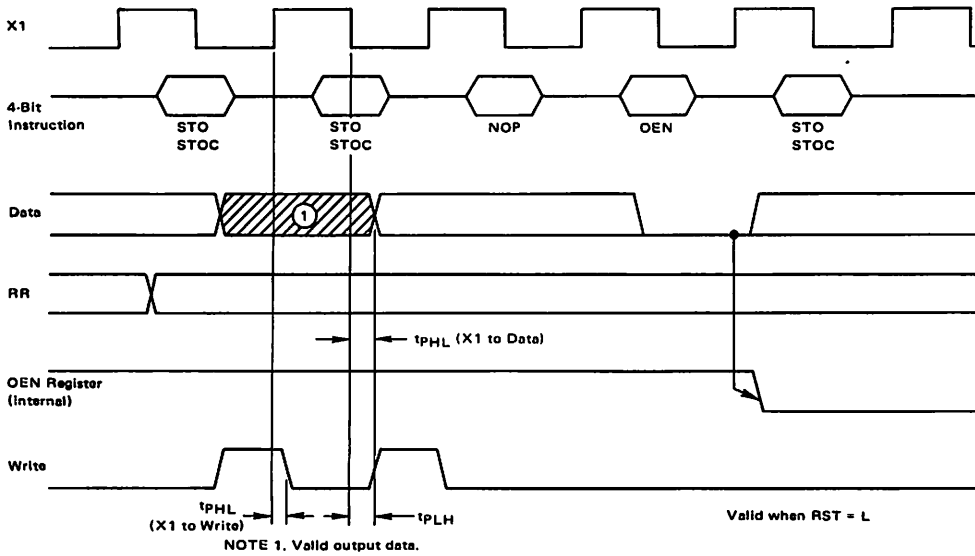 X1
4-Bit
Instruction
STO
STOC
STO
STOC
NOP
OEN
STO
STOC
Data
1
RR
tPHL (X1 to Data)
OEN Register
(Internal)
Write
tPHL
(X1 to Write)
tPLH
Valid when RST = L
NOTE 1. Valid output data.